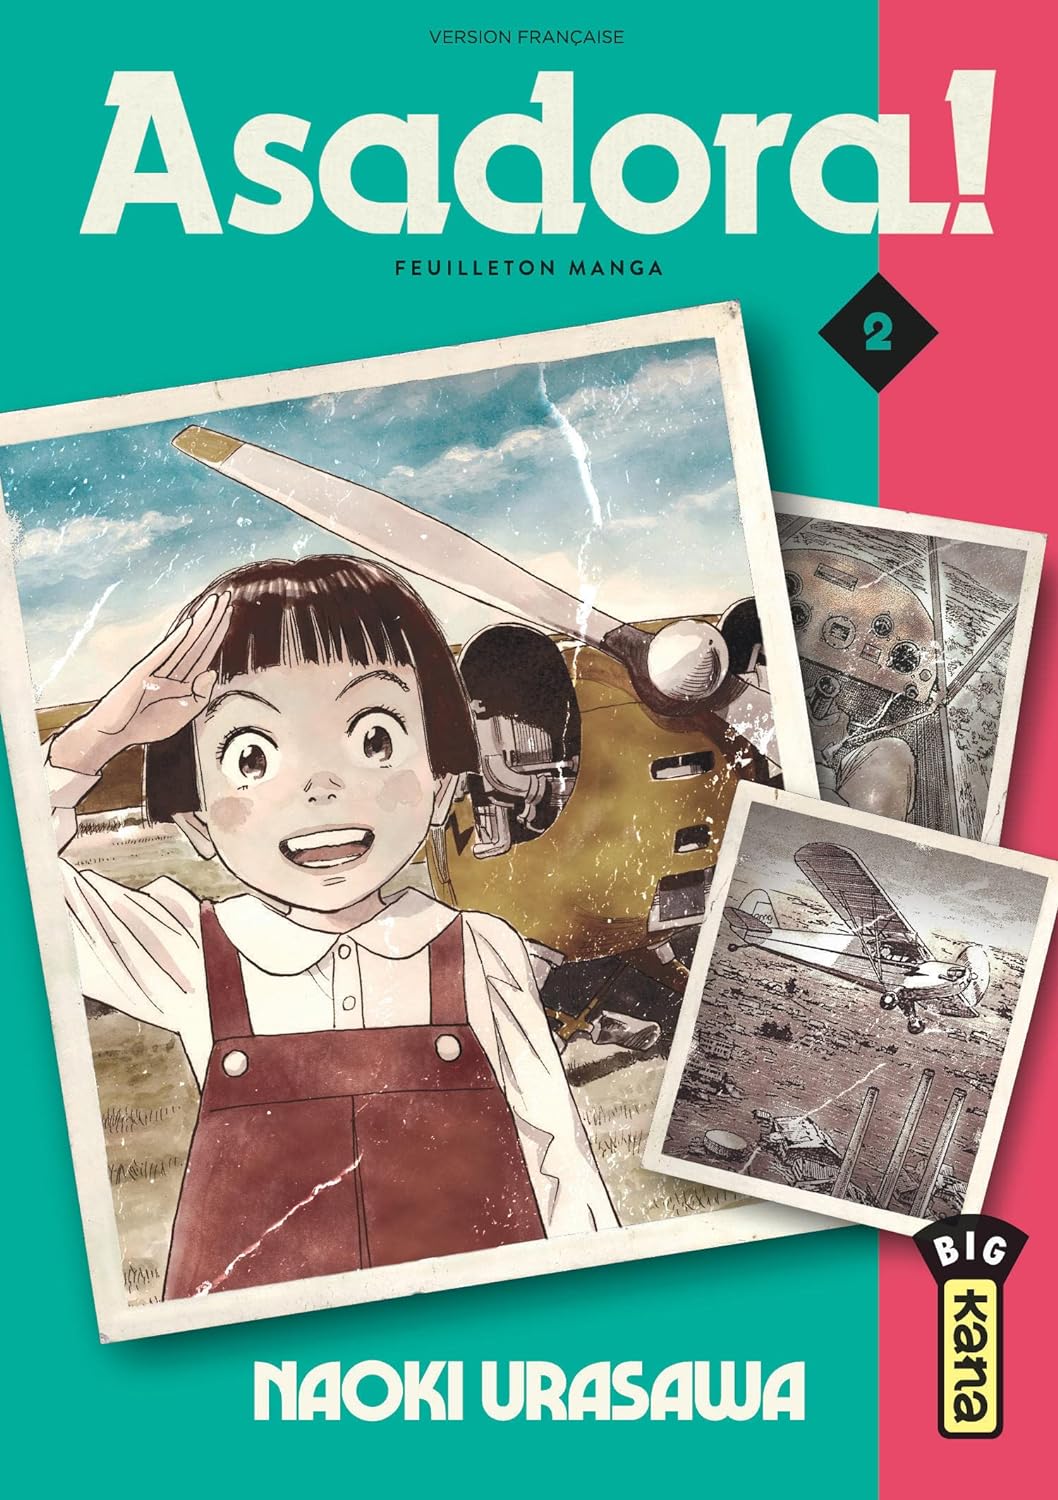 VERSION FRANÇAISE
Asadora!
FEUILLETON MANGA
2
BIG
kana
NAOKI URASAWA